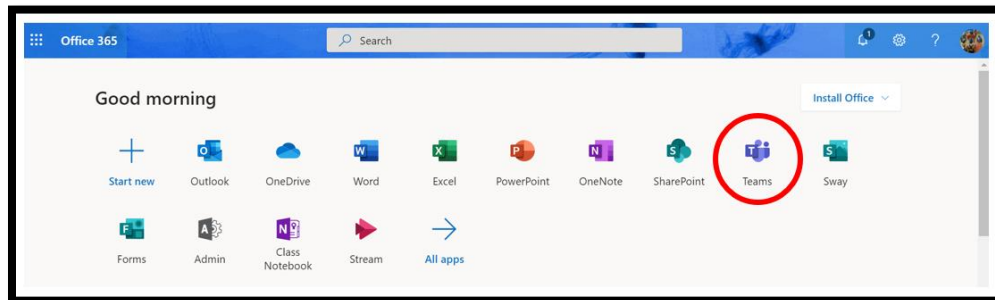 Office 365
Search
1
?
Good morning
Install Office
Start new
Outlook
OneDrive
Word
Excel
PowerPoint
OneNote
SharePoint
Teams
Sway
Forms
Admin
Class
Notebook
Stream
All apps